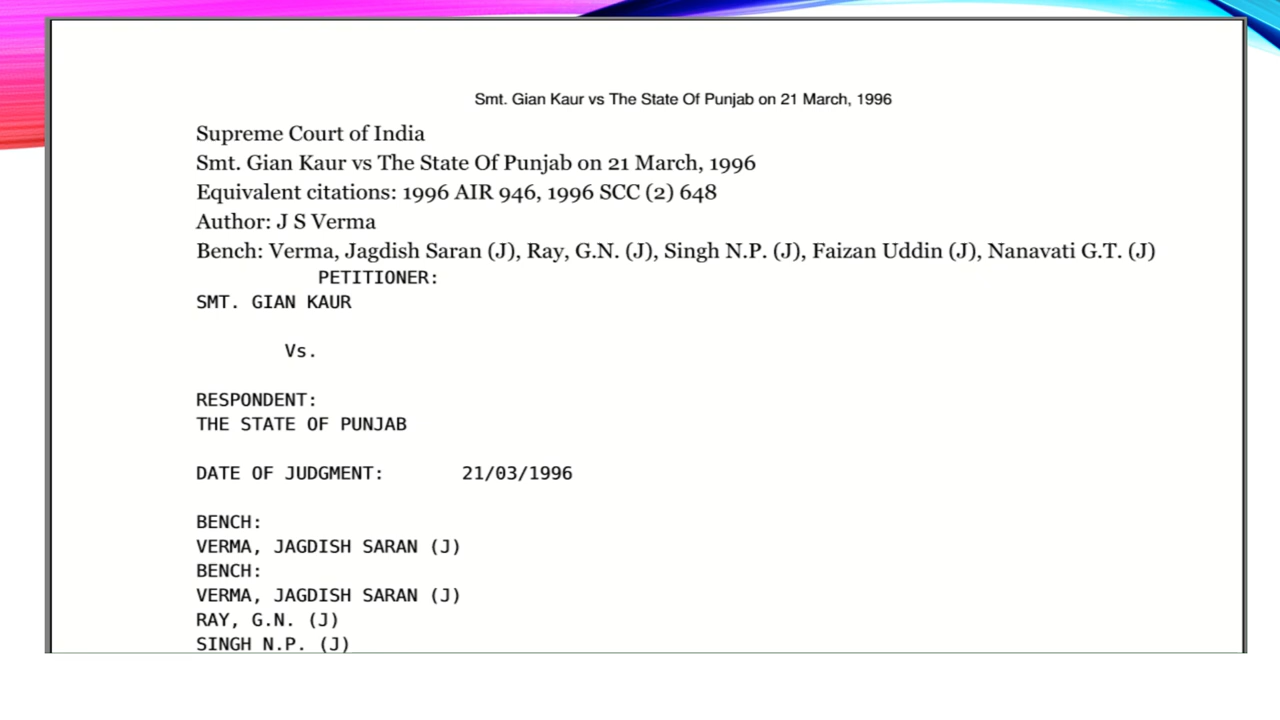 Smt. Gian Kaur vs The State Of Punjab on 21 March, 1996
Supreme Court of India
Smt. Gian Kaur vs The State Of Punjab on 21 March, 1996
Equivalent citations: 1996 AIR 946, 1996 SCC (2) 648
Author: J S Verma
Bench: Verma, Jagdish Saran (J), Ray, G.N. (J), Singh N.P. (J), Faizan Uddin (J), Nanavati G.T. (J)
PETITIONER:
SMT. GIAN KAUR
Vs.
RESPONDENT:
THE STATE OF PUNJAB
DATE OF JUDGMENT: 21/03/1996
BENCH:
VERMA, JAGDISH SARAN (J)
BENCH:
VERMA, JAGDISH SARAN (J)
RAY, G.N. (J)
SINGH N.P. (J)